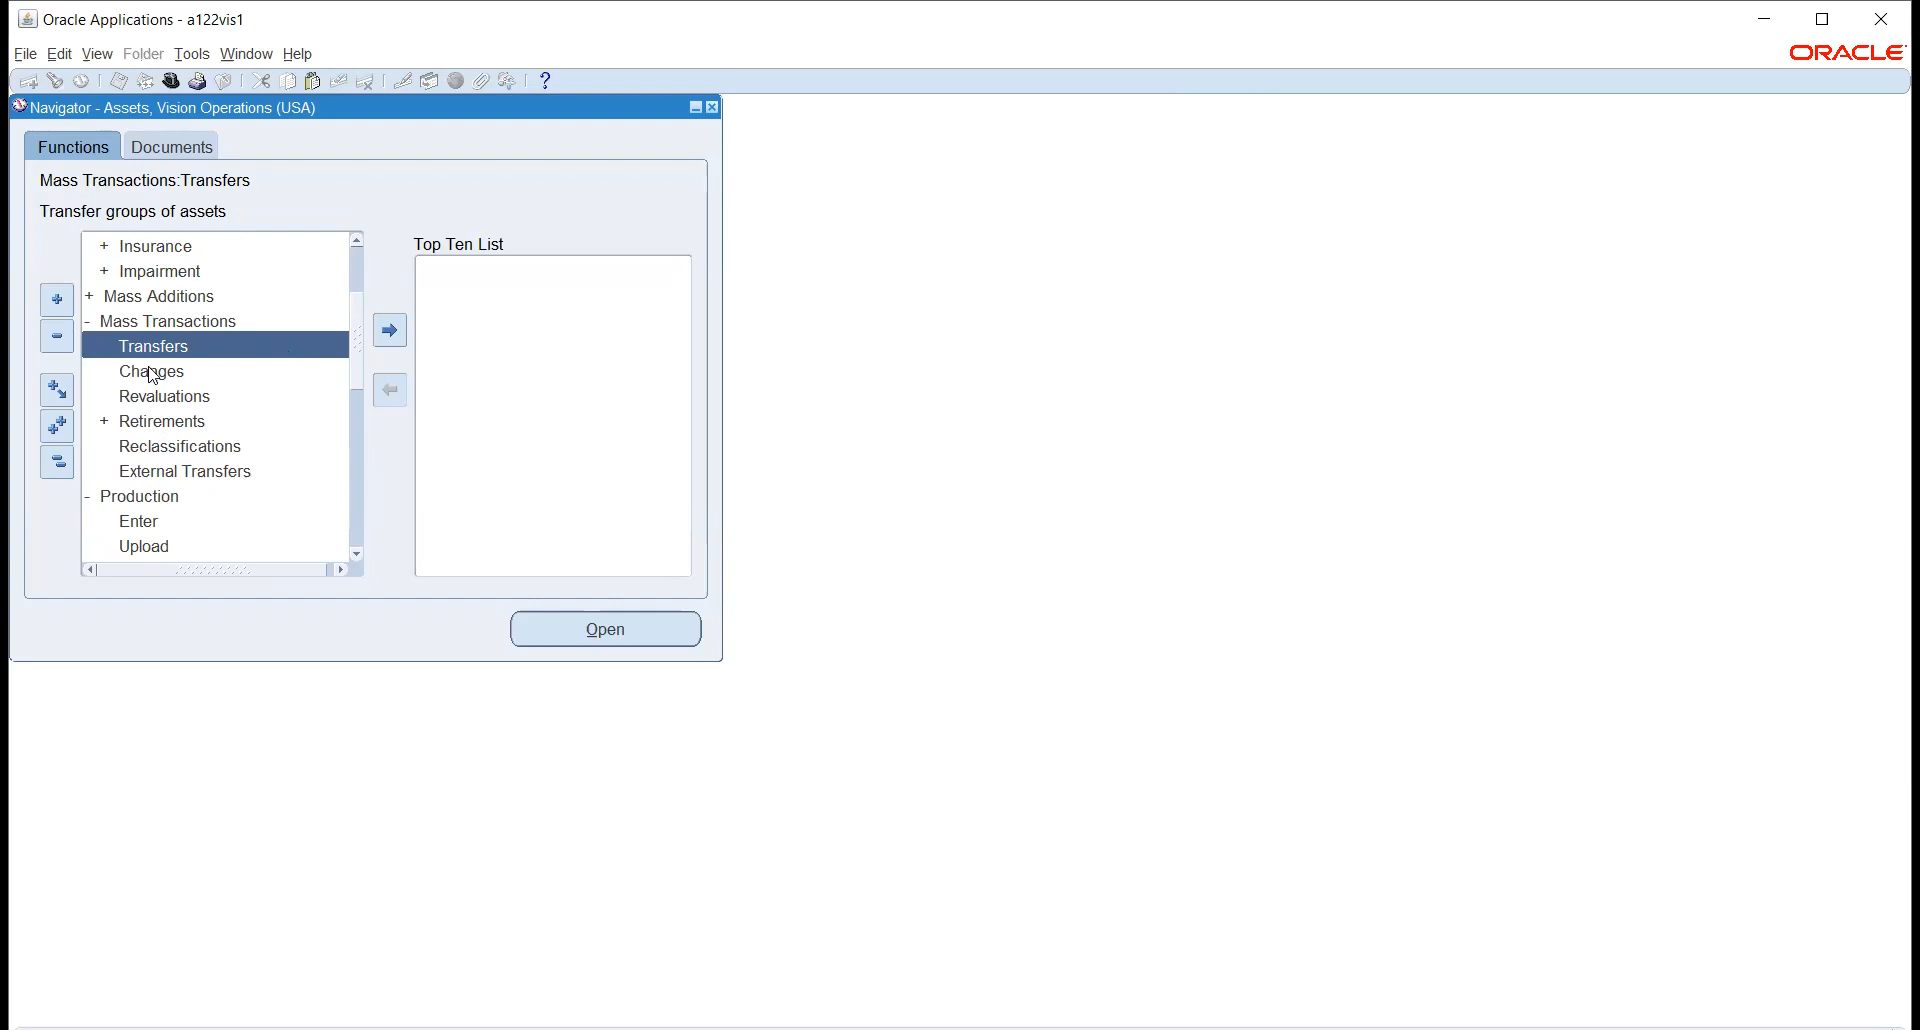 Oracle Applications - a122vis1
File Edit View Folder Tools Window Help
ORACLE
?
Navigator - Assets, Vision Operations (USA)
Functions Documents
Mass Transactions:Transfers
Transfer groups of assets
Top Ten List
+ Insurance
+ Impairment
+ Mass Additions
- Mass Transactions
Transfers
Changes
Revaluations
+ Retirements
Reclassifications
External Transfers
- Production
Enter
Upload
Open